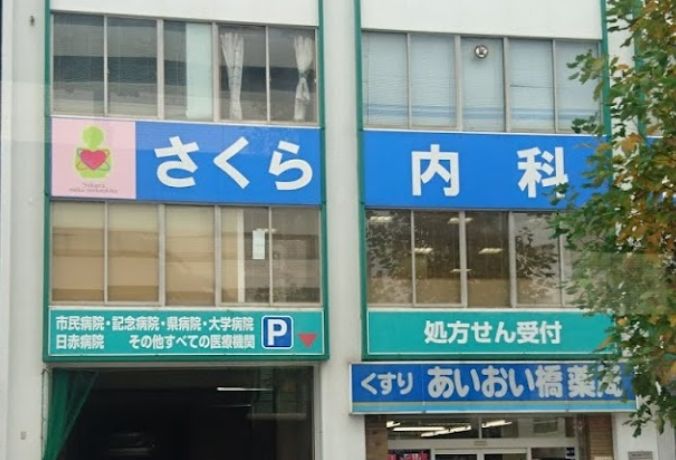 さくら 内科
市民病院・記念病院・県病院・大学病院
日赤病院 その他すべての医療機関 P
処方せん受付
くすり あいおい橋薬局